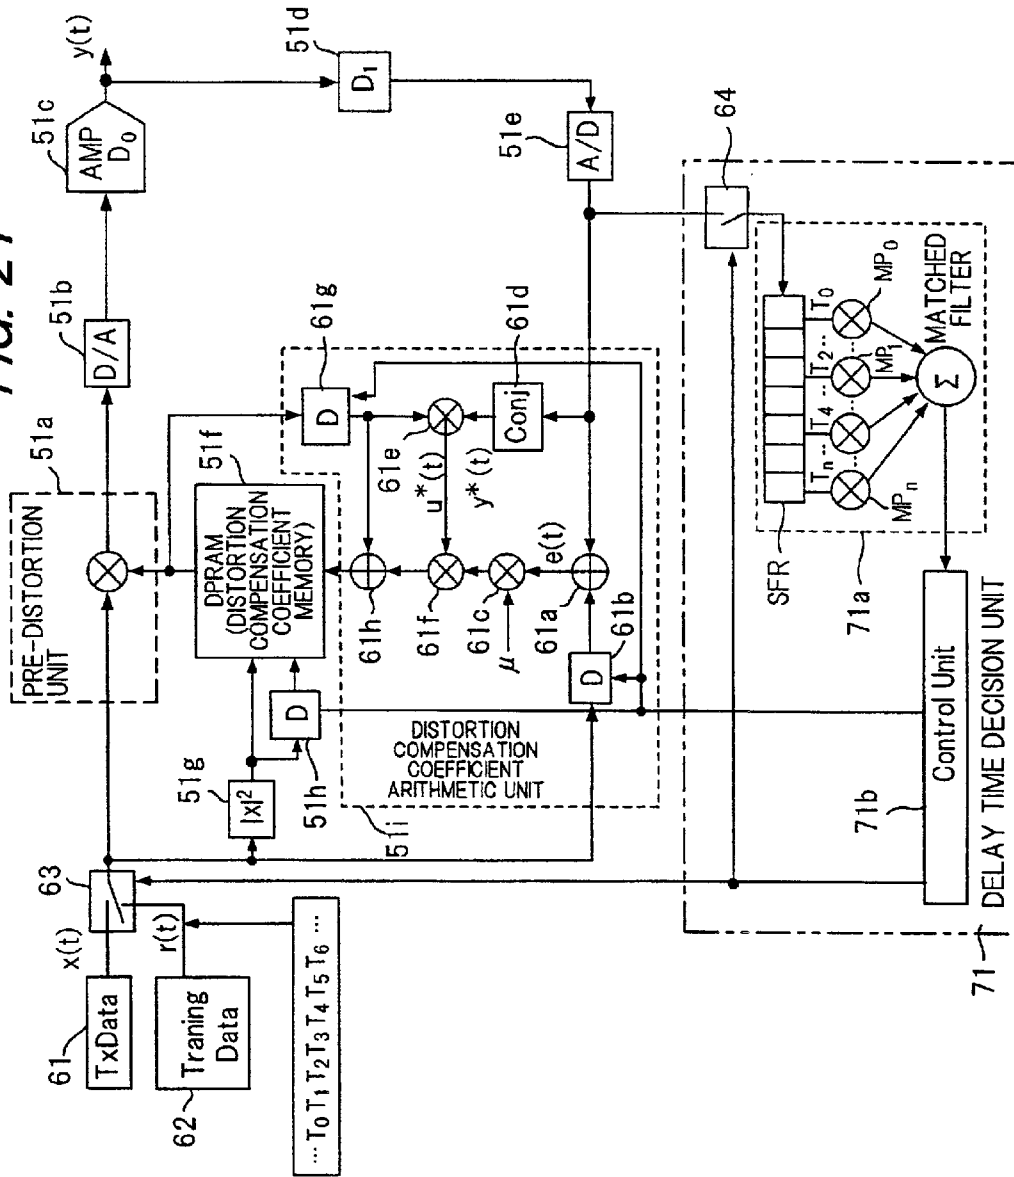 FIG.
x(t)
61
TxData
62
Traning
Data
r(t)
63
...T0 T1 T2 T3 T4 T5 T6 ...
PRE-DISTORTION
UNIT
51a
51b
D/A
51c
AMP
D0
y(t)
51d
D1
51e
A/D
51f
DPRAM
(DISTORTION
COMPENSATION
COEFFICIENT
MEMORY)
51g
|x|²
D
51h
51i
DISTORTION
COMPENSATION
COEFFICIENT
ARITHMETIC UNIT
61g
D
61e
u*(t)
61d
Conj
y*(t)
61h
61f
61c
μ
e(t)
61a
61b
D
64
SFR
Tn
T4
T2
T0
MPn
MP1
MP0
Σ
MATCHED
FILTER
71a
71b
Control Unit
71
DELAY TIME DECISION UNIT